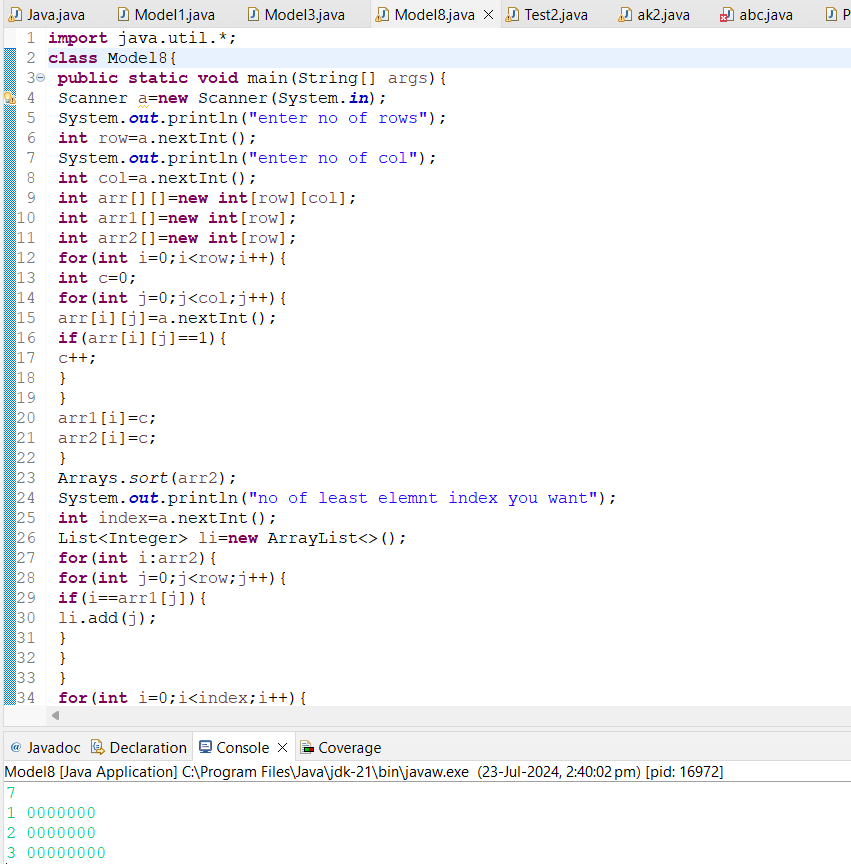 Java.java Model1.java Model3.java Model8.java Test2.java ak2.java abc.java P
1 import java.util.*;
2 class Model8{
3 public static void main(String[] args){
4 Scanner a=new Scanner(System.in);
5 System.out.println("enter no of rows");
6 int row=a.nextInt();
7 System.out.println("enter no of col");
8 int col=a.nextInt();
9 int arr[][]=new int[row][col];
10 int arr1[]=new int[row];
11 int arr2[]=new int[row];
12 for(int i=0;i<row;i++){
13 int c=0;
14 for(int j=0;j<col;j++){
15 arr[i][j]=a.nextInt();
16 if(arr[i][j]==1){
17 c++;
18 }
19 }
20 arr1[i]=c;
21 arr2[i]=c;
22 }
23 Arrays.sort(arr2);
24 System.out.println("no of least elemnt index you want");
25 int index=a.nextInt();
26 List<Integer> li=new ArrayList<>();
27 for(int i:arr2){
28 for(int j=0;j<row;j++){
29 if(i==arr1[j]){
30 li.add(j);
31 }
32 }
33 }
34 for(int i=0;i<index;i++){
@ Javadoc Declaration Console Coverage
Model8 [Java Application] C:\Program Files\Java\jdk-21\bin\javaw.exe (23-Jul-2024, 2:40:02 pm) [pid: 16972]
7
1 0000000
2 0000000
3 00000000